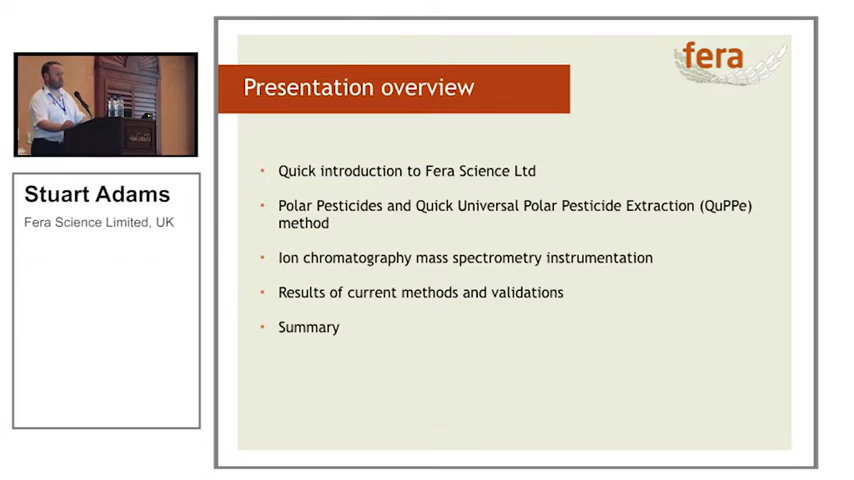 fera
Presentation overview
Stuart Adams
Fera Science Limited, UK
• Quick introduction to Fera Science Ltd
• Polar Pesticides and Quick Universal Polar Pesticide Extraction (QuPPe)
method
• Ion chromatography mass spectrometry instrumentation
• Results of current methods and validations
• Summary